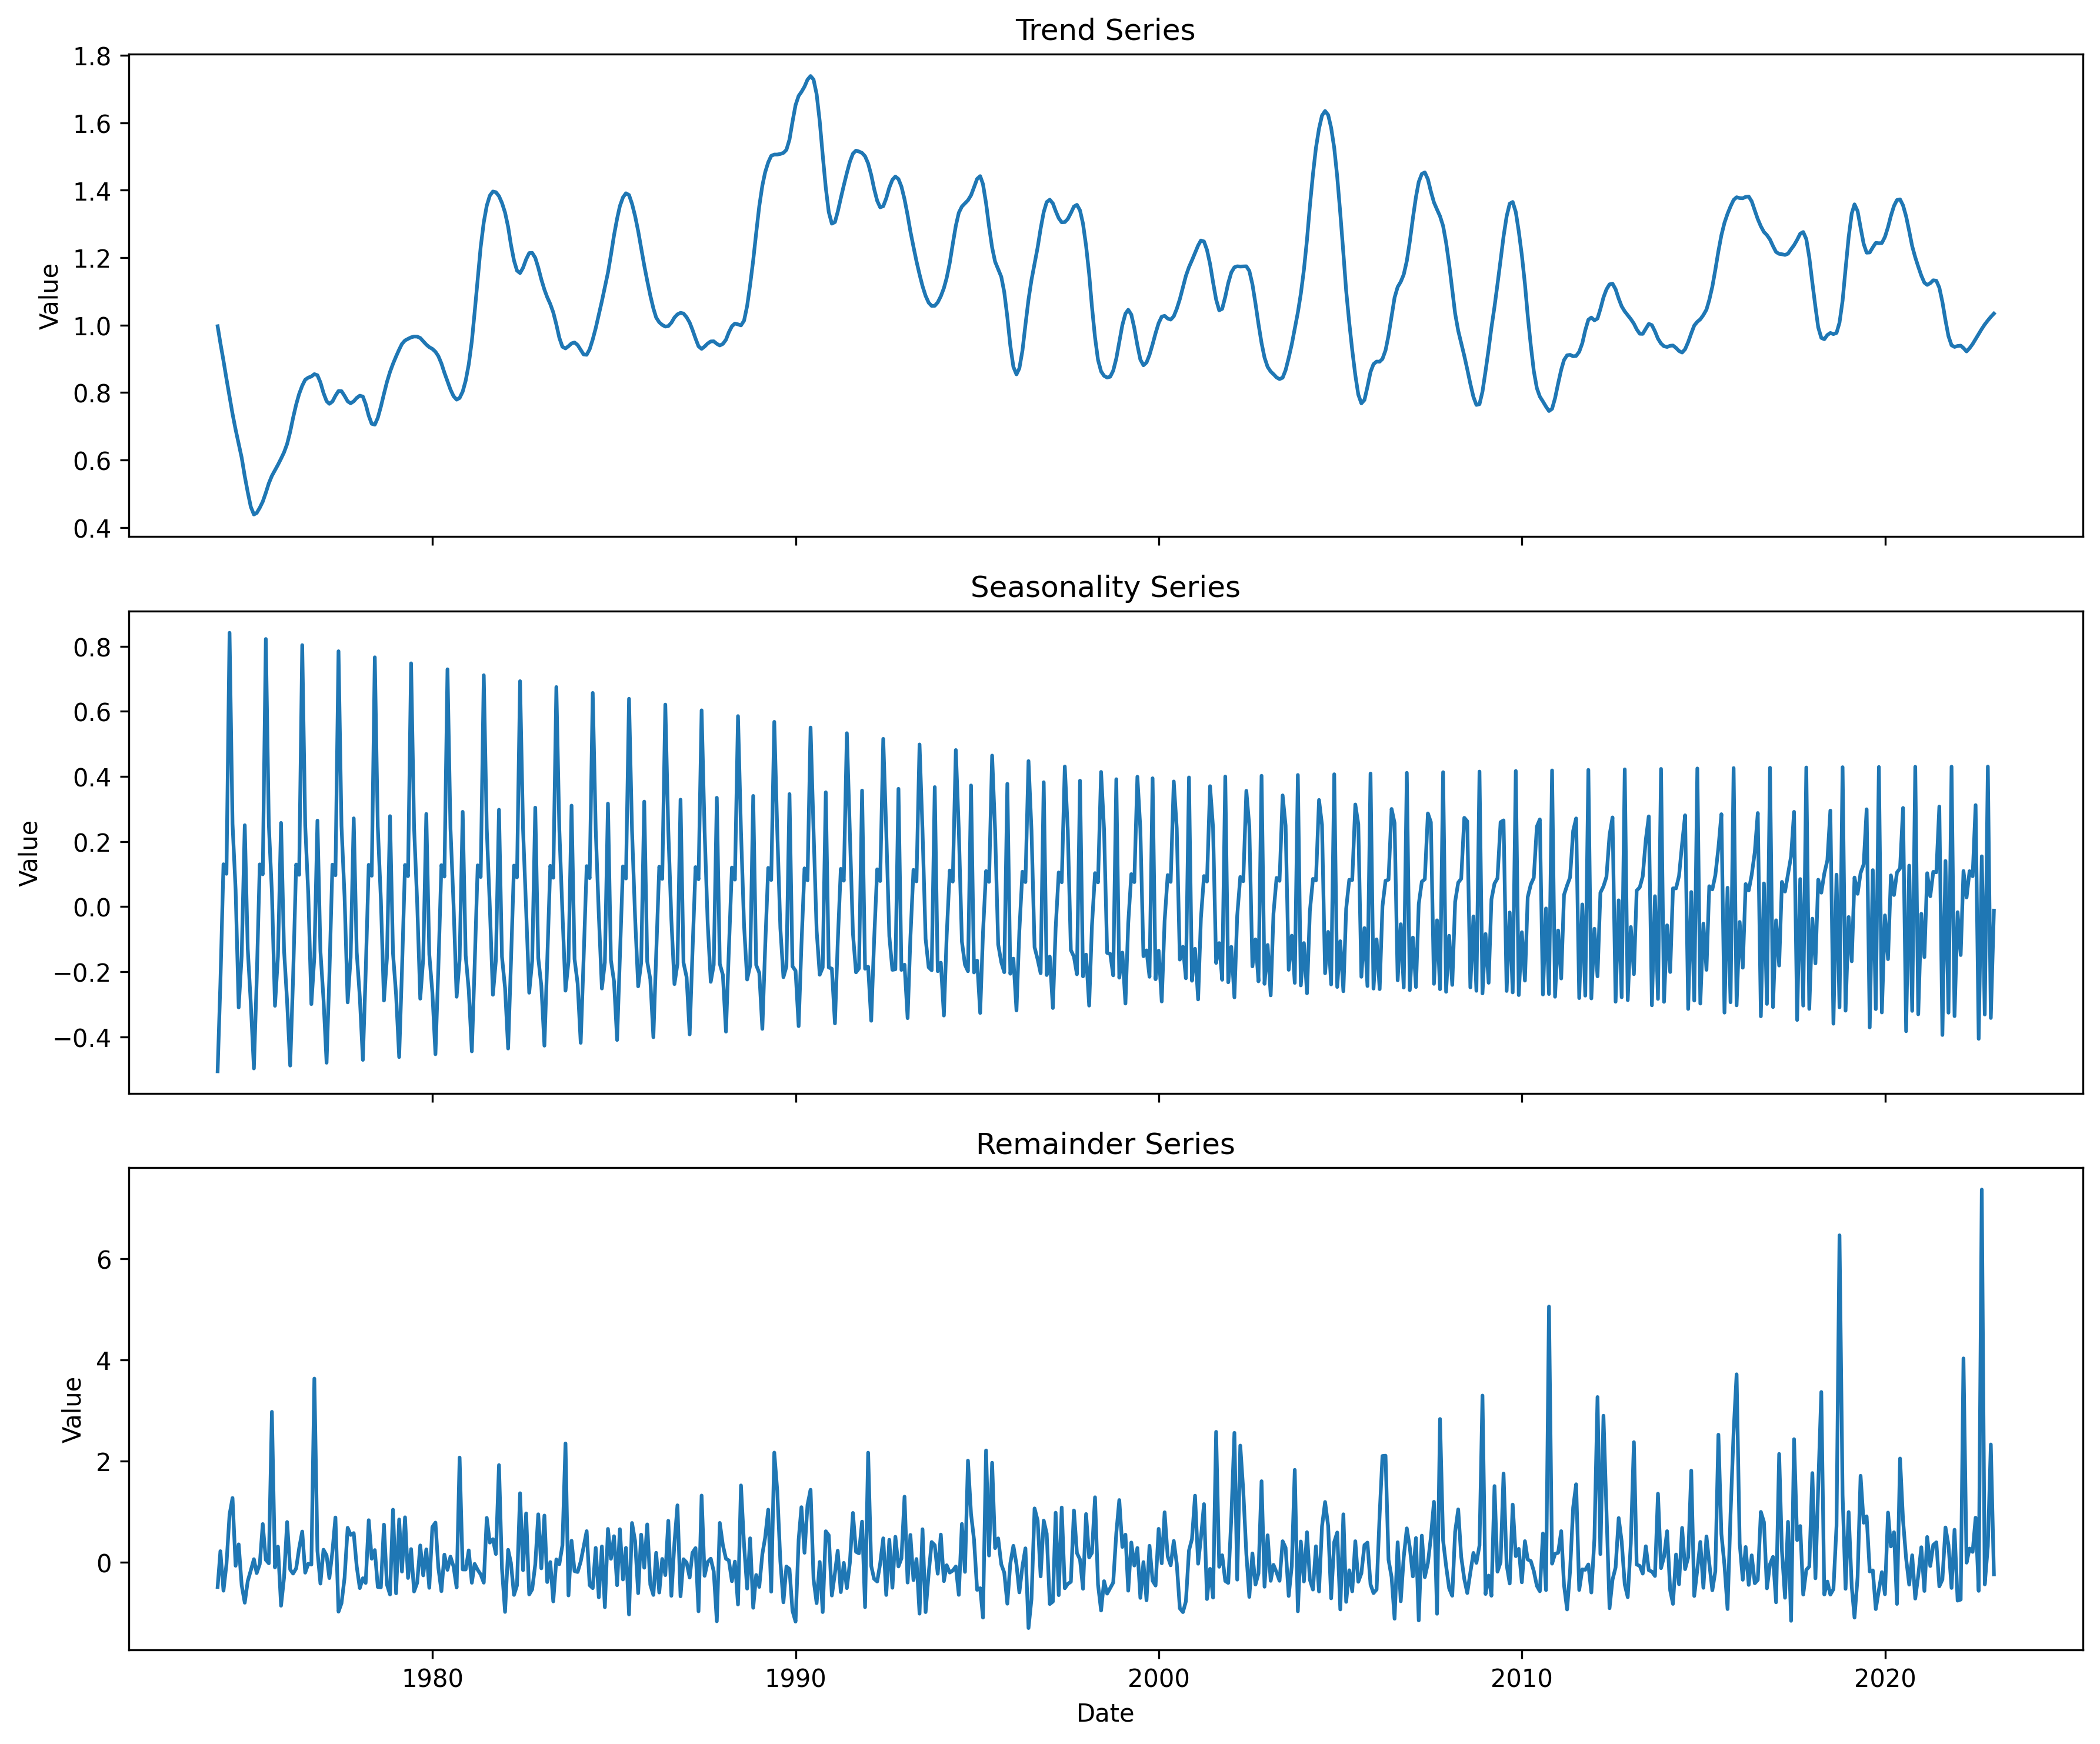 Trend Series
Value
1.8
1.6
1.4
1.2
1.0
0.8
0.6
0.4
Seasonality Series
Value
0.8
0.6
0.4
0.2
0.0
−0.2
−0.4
Remainder Series
Value
6
4
2
0
1980 1990 2000 2010 2020
Date